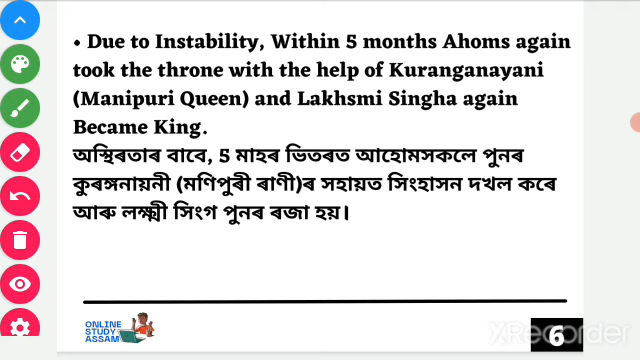 • Due to Instability, Within 5 months Ahoms again
took the throne with the help of Kuranganayani
(Manipuri Queen) and Lakhsmi Singha again
Became King.
অস্থিৰতাৰ বাবে, 5 মাহৰ ভিতৰত আহোমসকলে পুনৰ
কুৰঙ্গনায়নী (মণিপুৰী ৰাণী)ৰ সহায়ত সিংহাসন দখল কৰে
আৰু লক্ষ্মী সিংগ পুনৰ ৰজা হয়।
ONLINE
STUDY
ASSAM
6
XRecorder